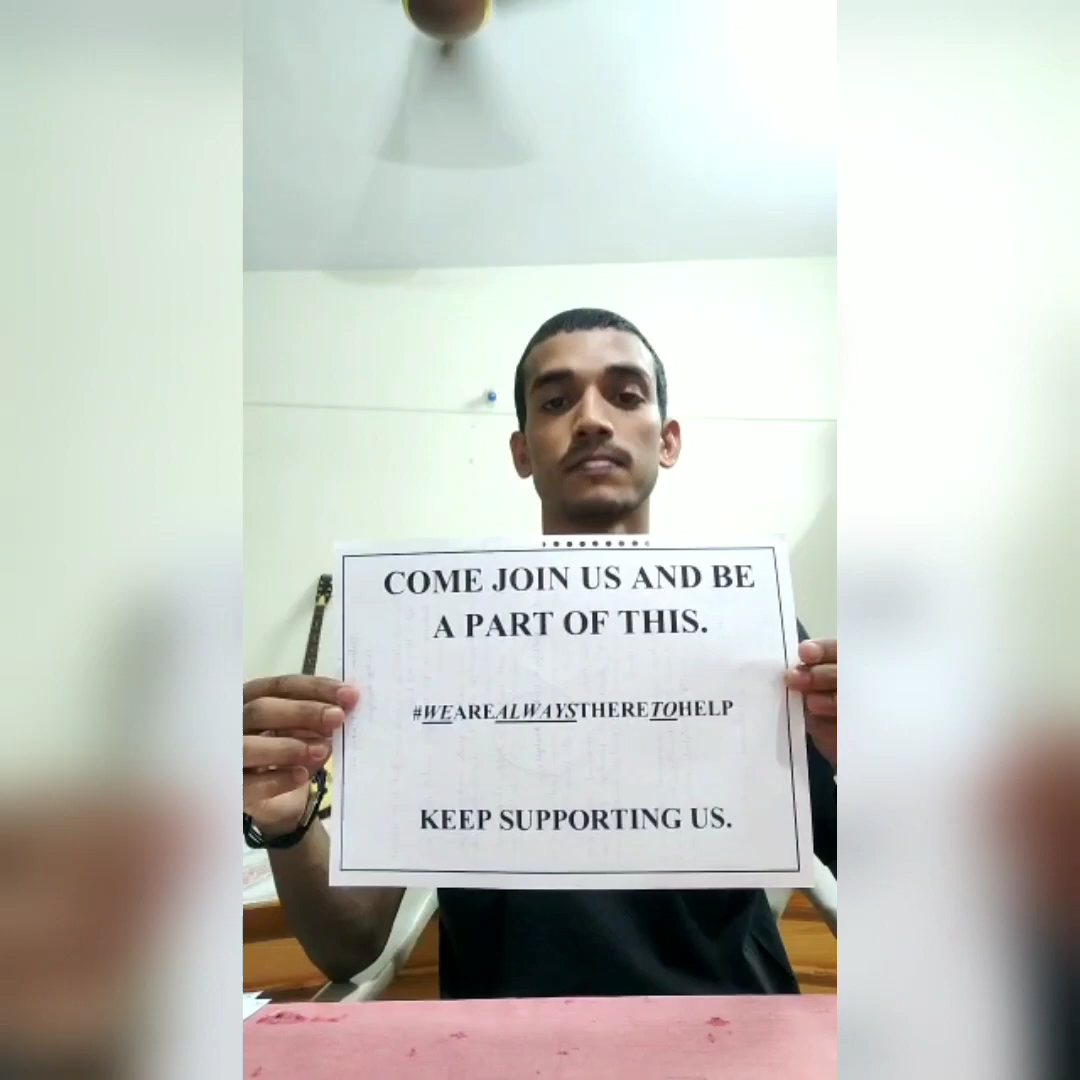 COME JOIN US AND BE
A PART OF THIS.
#WEAREALWAYSTHERETOHELP
KEEP SUPPORTING US.